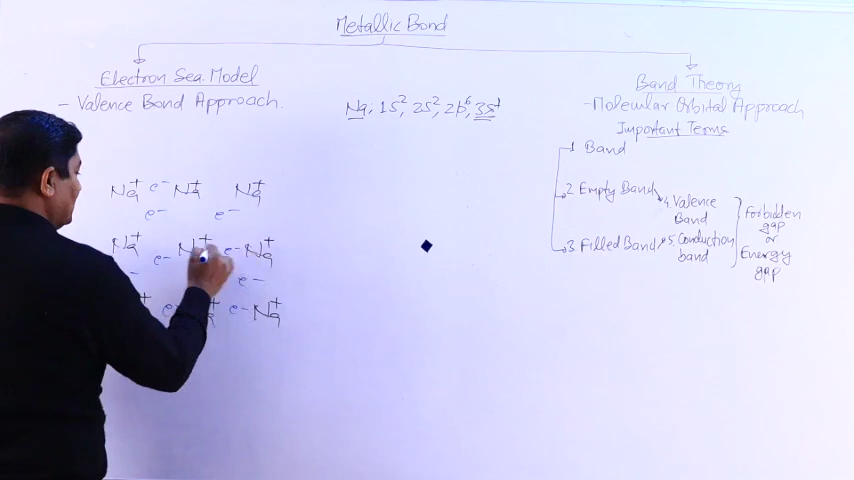 Metallic Bond
Electron Sea Model
- Valence Bond Approach.
Na: 1s², 2s², 2p⁶, 3s¹
Na⁺ e⁻ Na⁺ Na⁺
e⁻ e⁻
Na⁺ e⁻ Na⁺ e⁻ Na⁺
e⁻
e⁻ e⁻ Na⁺
Band Theory
- Molecular Orbital Approach
Important Terms
1 Band
2 Empty Band
3 Filled Band
4. Valence
Band
5. Conduction
band
Forbidden
gap
or
Energy
gap